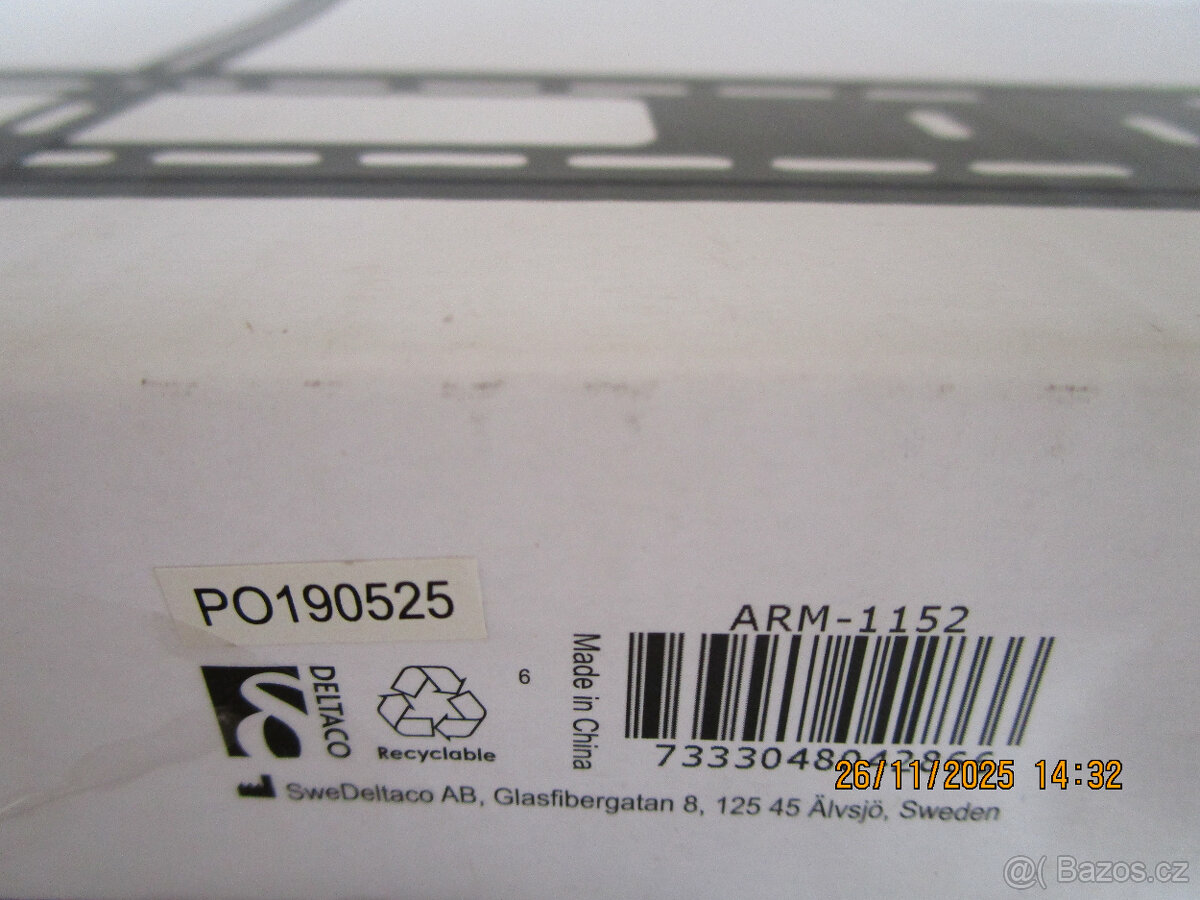 PO190525
ARM-1152
DELTACO
Recyclable
6
Made in China
7333048042866
26/11/2025 14:32
SweDeltaco AB, Glasfibergatan 8, 125 45 Älvsjö, Sweden
@( Bazos.cz